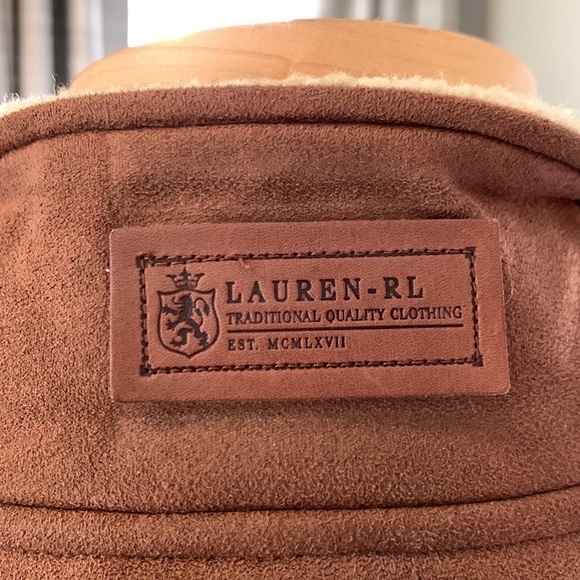 LAUREN-RL
TRADITIONAL QUALITY CLOTHING
EST. MCMLXVII